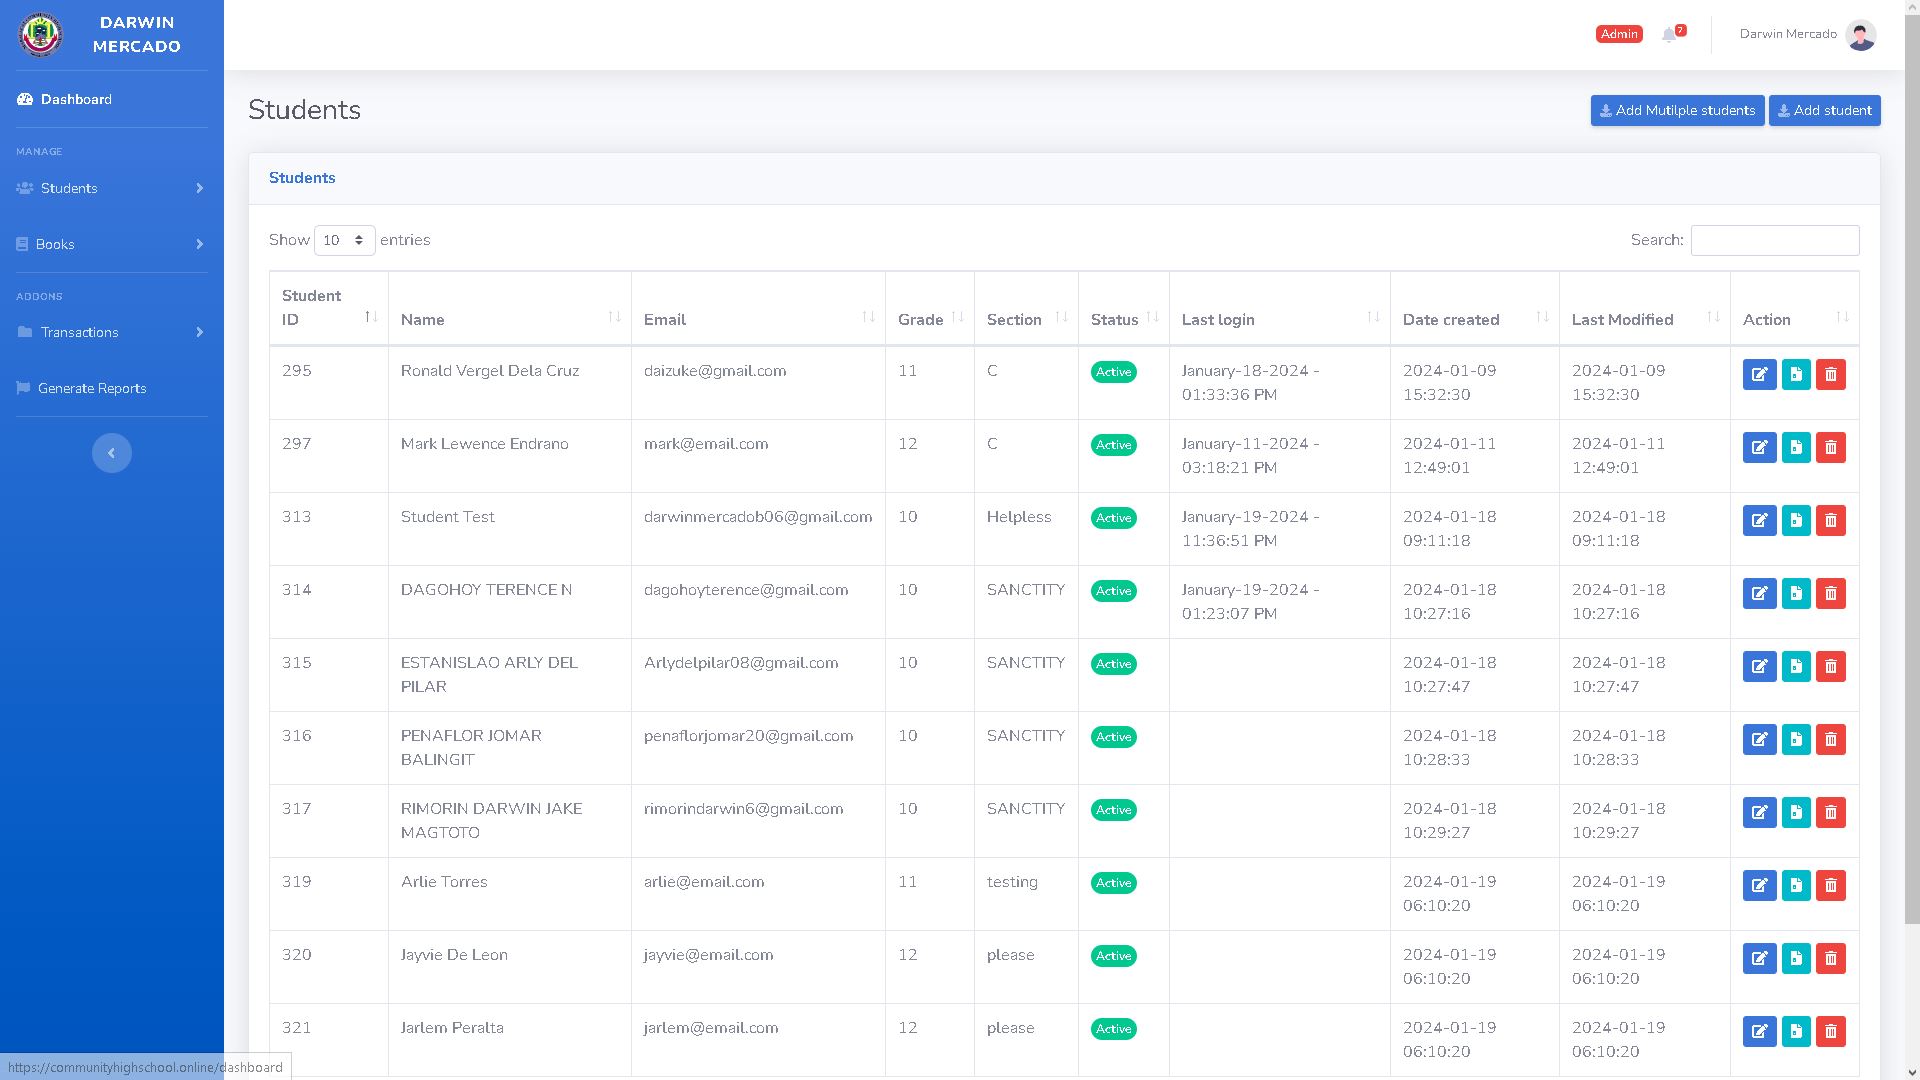 DARWIN
MERCADO
Admin
2
Darwin Mercado
Dashboard
MANAGE
Students
Books
ADDONS
Transactions
Generate Reports
Students
Add Mutilple students
Add student
Students
Show 10 entries
Search:
Student
ID Name Email Grade Section Status Last login Date created Last Modified Action
295 Ronald Vergel Dela Cruz daizuke@gmail.com 11 C Active January-18-2024 - 2024-01-09 2024-01-09
01:33:36 PM 15:32:30 15:32:30
297 Mark Lewence Endrano mark@email.com 12 C Active January-11-2024 - 2024-01-11 2024-01-11
03:18:21 PM 12:49:01 12:49:01
313 Student Test darwinmercadob06@gmail.com 10 Helpless Active January-19-2024 - 2024-01-18 2024-01-18
11:36:51 PM 09:11:18 09:11:18
314 DAGOHOY TERENCE N dagohoyterence@gmail.com 10 SANCTITY Active January-19-2024 - 2024-01-18 2024-01-18
01:23:07 PM 10:27:16 10:27:16
315 ESTANISLAO ARLY DEL Arlydelpilar08@gmail.com 10 SANCTITY Active 2024-01-18 2024-01-18
PILAR 10:27:47 10:27:47
316 PENAFLOR JOMAR penaflorjomar20@gmail.com 10 SANCTITY Active 2024-01-18 2024-01-18
BALINGIT 10:28:33 10:28:33
317 RIMORIN DARWIN JAKE rimorindarwin6@gmail.com 10 SANCTITY Active 2024-01-18 2024-01-18
MAGTOTO 10:29:27 10:29:27
319 Arlie Torres arlie@email.com 11 testing Active 2024-01-19 2024-01-19
06:10:20 06:10:20
320 Jayvie De Leon jayvie@email.com 12 please Active 2024-01-19 2024-01-19
06:10:20 06:10:20
321 Jarlem Peralta jarlem@email.com 12 please Active 2024-01-19 2024-01-19
06:10:20 06:10:20
https://communityhighschool.online/dashboard